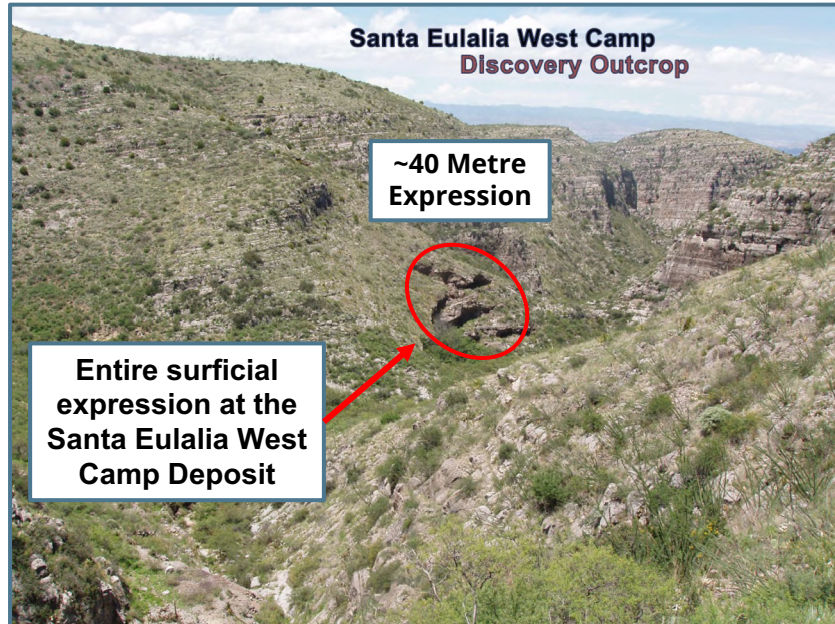 Santa Eulalia West Camp
Discovery Outcrop
~40 Metre
Expression
Entire surficial
expression at the
Santa Eulalia West
Camp Deposit